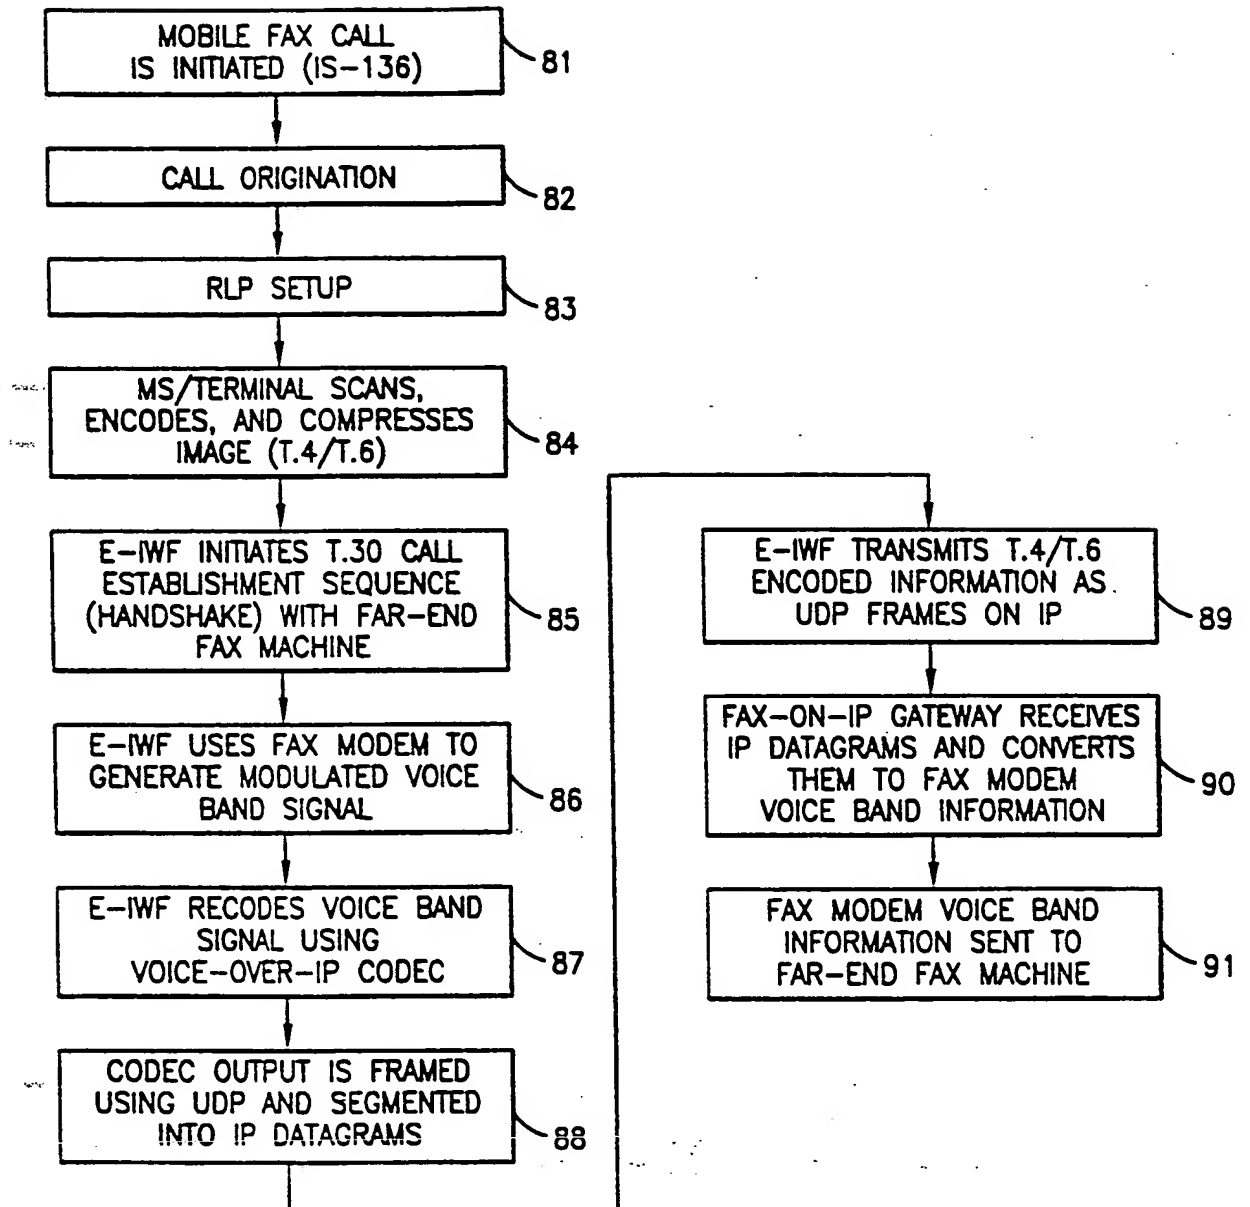 MOBILE FAX CALL
IS INITIATED (IS-136)
81
CALL ORIGINATION
82
RLP SETUP
83
MS/TERMINAL SCANS,
ENCODES, AND COMPRESSES
IMAGE (T.4/T.6)
84
E-IWF INITIATES T.30 CALL
ESTABLISHMENT SEQUENCE
(HANDSHAKE) WITH FAR-END
FAX MACHINE
85
E-IWF USES FAX MODEM TO
GENERATE MODULATED VOICE
BAND SIGNAL
86
E-IWF RECODES VOICE BAND
SIGNAL USING
VOICE-OVER-IP CODEC
87
CODEC OUTPUT IS FRAMED
USING UDP AND SEGMENTED
INTO IP DATAGRAMS
88
E-IWF TRANSMITS T.4/T.6
ENCODED INFORMATION AS
UDP FRAMES ON IP
89
FAX-ON-IP GATEWAY RECEIVES
IP DATAGRAMS AND CONVERTS
THEM TO FAX MODEM
VOICE BAND INFORMATION
90
FAX MODEM VOICE BAND
INFORMATION SENT TO
FAR-END FAX MACHINE
91